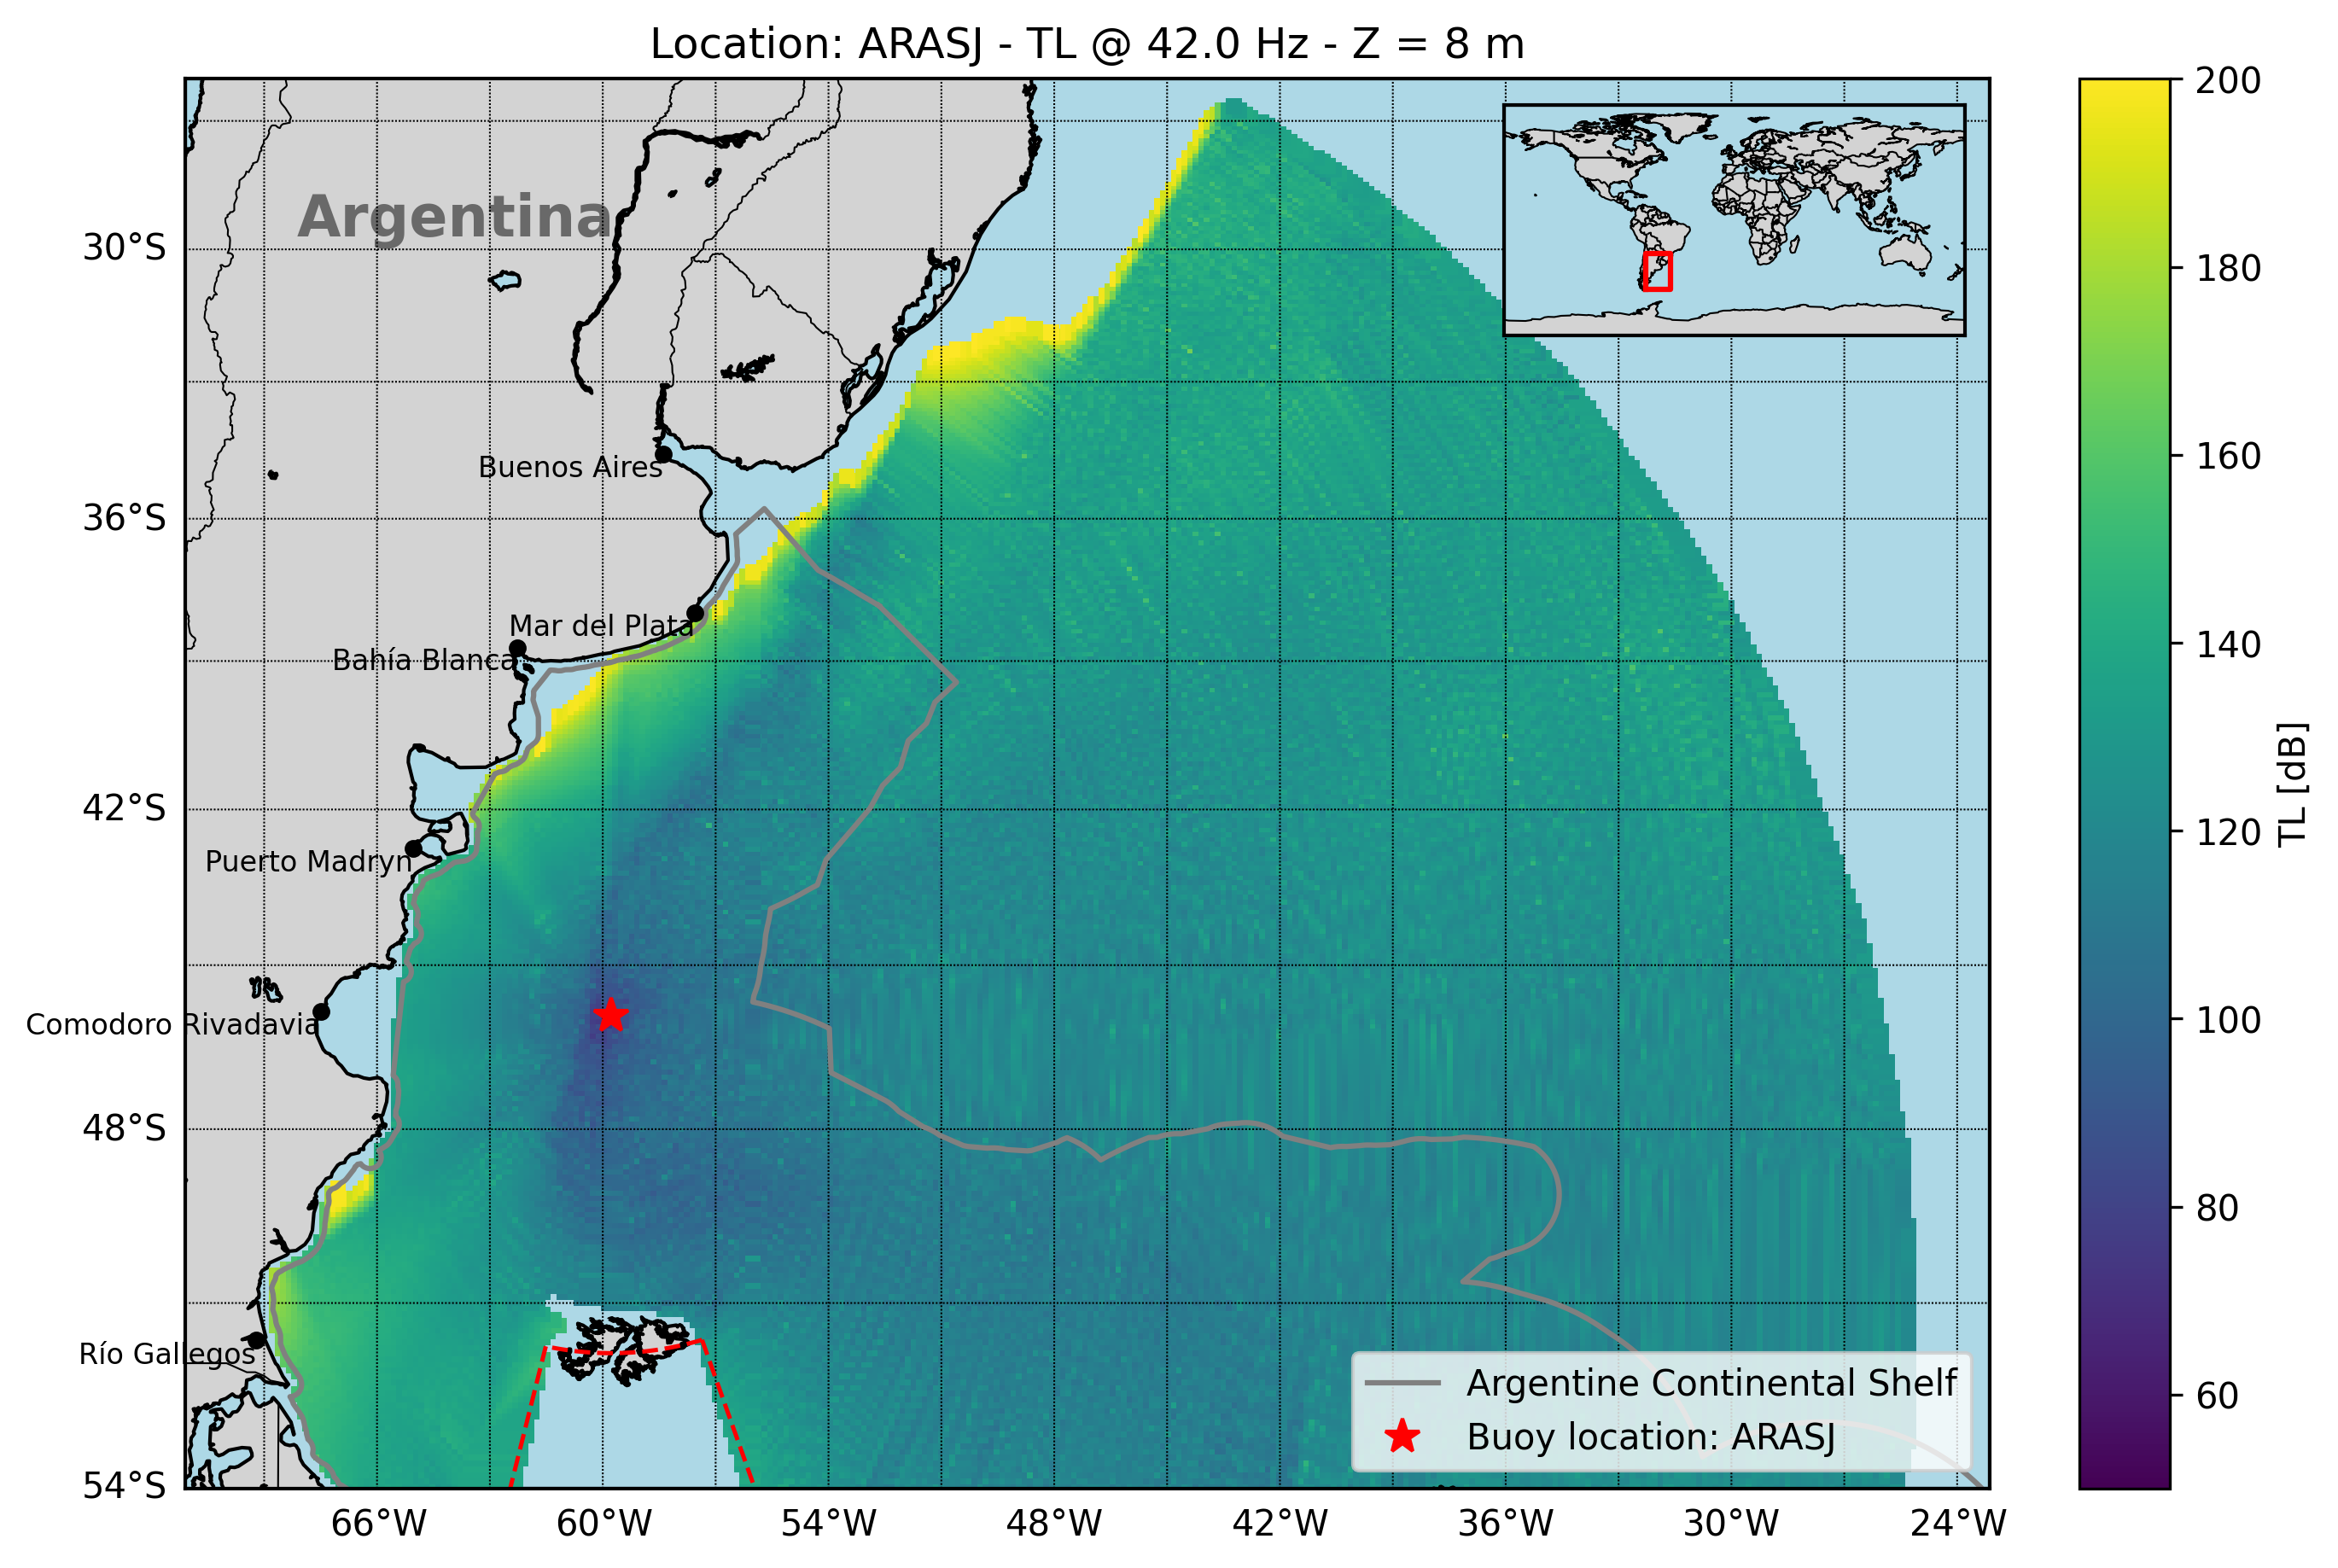 Location: ARASJ - TL @ 42.0 Hz - Z = 8 m
Argentina
30°S
36°S
42°S
48°S
54°S
Buenos Aires
Mar del Plata
Bahía Blanca
Puerto Madryn
Comodoro Rivadavia
Río Gallegos
66°W
60°W
54°W
48°W
42°W
36°W
30°W
24°W
Argentine Continental Shelf
Buoy location: ARASJ
200
180
160
140
120
100
80
60
TL [dB]